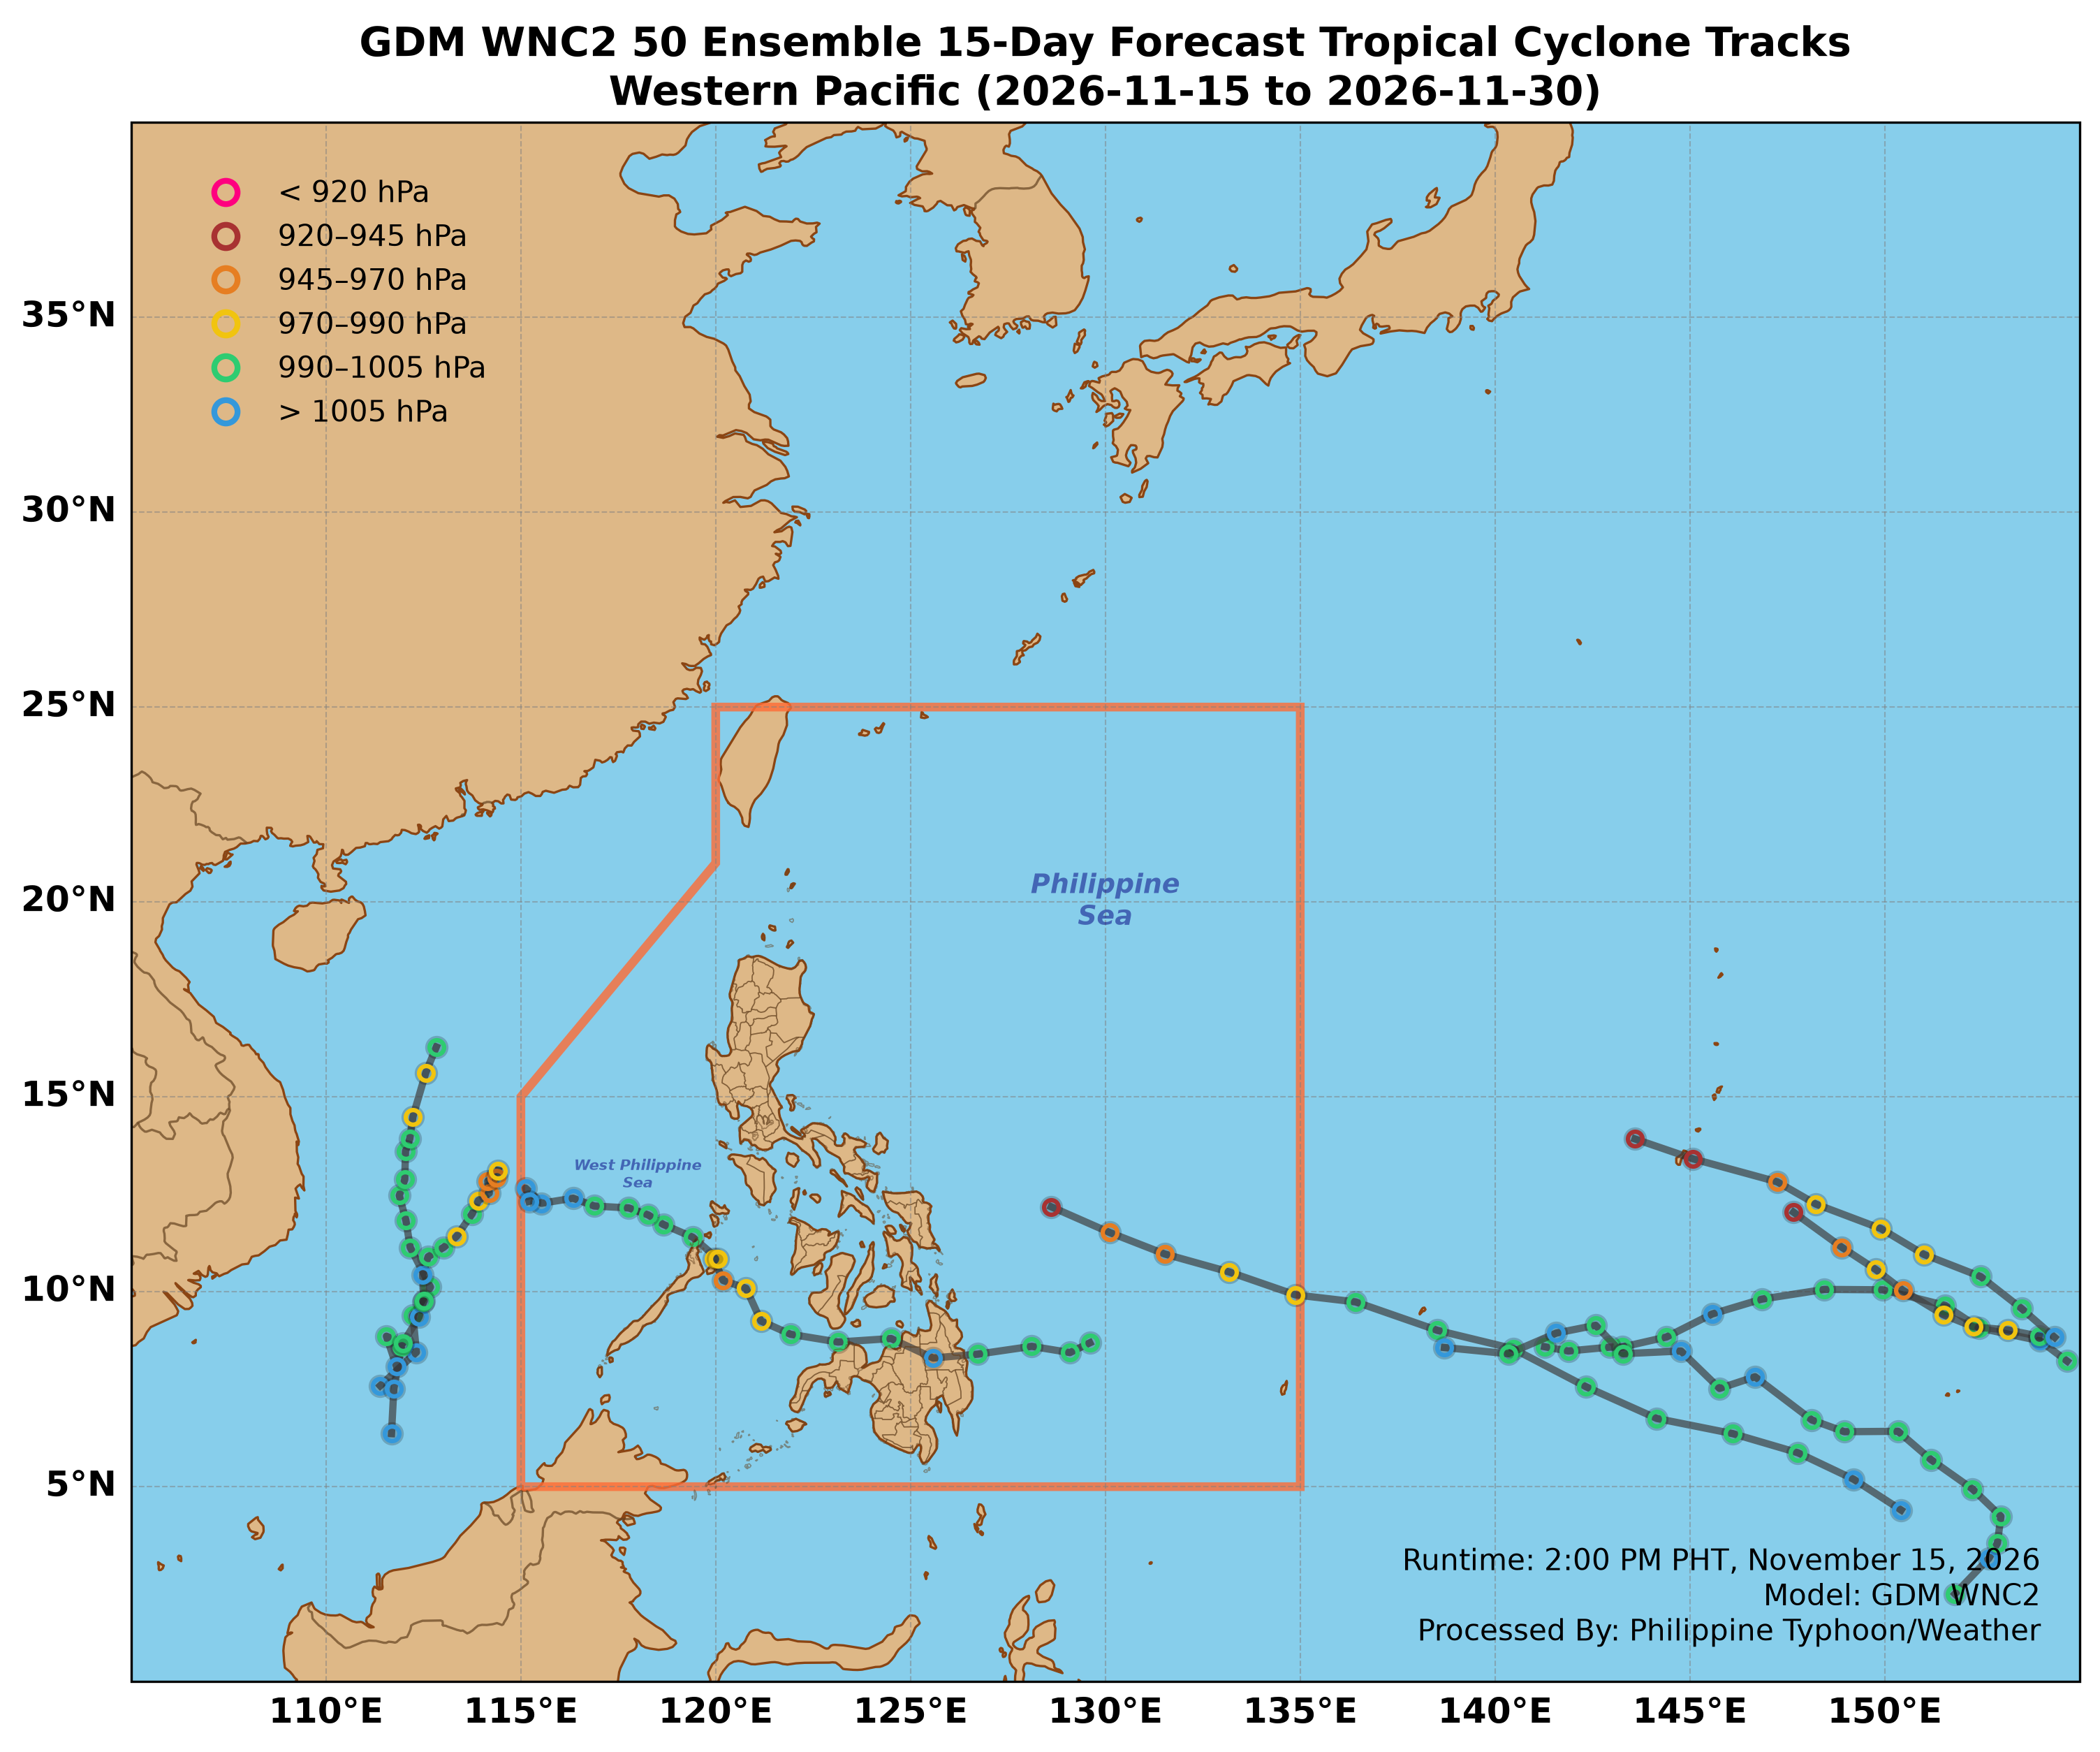 GDM WNC2 50 Ensemble 15-Day Forecast Tropical Cyclone Tracks
Western Pacific (2026-11-15 to 2026-11-30)
< 920 hPa
920–945 hPa
945–970 hPa
970–990 hPa
990–1005 hPa
> 1005 hPa
35°N
30°N
25°N
20°N
15°N
10°N
5°N
Philippine
Sea
West Philippine
Sea
Runtime: 2:00 PM PHT, November 15, 2026
Model: GDM WNC2
Processed By: Philippine Typhoon/Weather
110°E
115°E
120°E
125°E
130°E
135°E
140°E
145°E
150°E